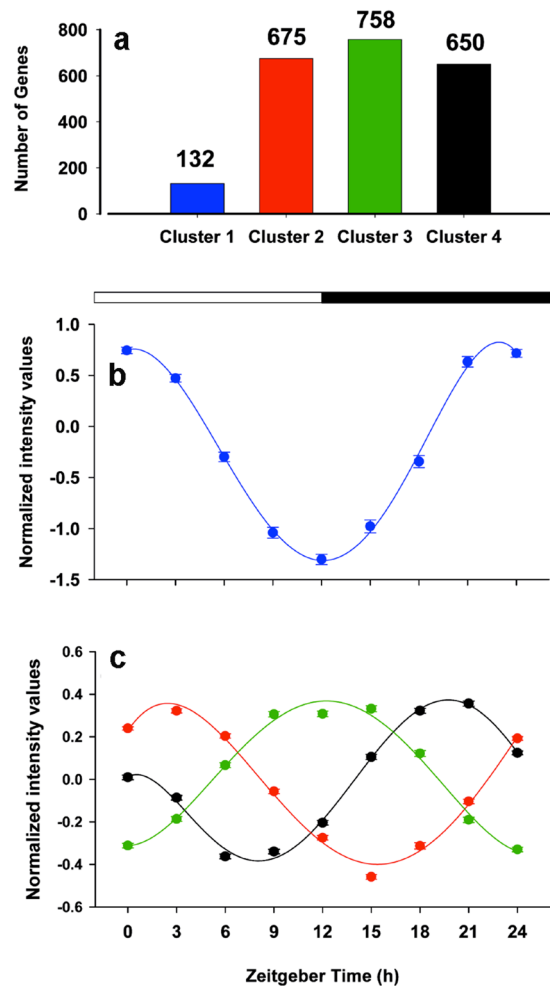 a
Number of Genes
800
600
400
200
0
132
675
758
650
Cluster 1 Cluster 2 Cluster 3 Cluster 4
b
Normalized intensity values
1.0
0.5
0.0
-0.5
-1.0
-1.5
c
Normalized intensity values
0.6
0.4
0.2
0.0
-0.2
-0.4
-0.6
0 3 6 9 12 15 18 21 24
Zeitgeber Time (h)